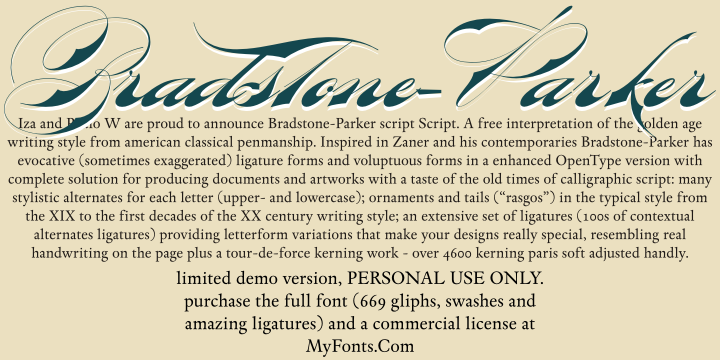 Bradstone-Parker
Iza and Paulo W are proud to announce Bradstone-Parker script Script. A free interpretation of the golden age
writing style from american classical penmanship. Inspired in Zaner and his contemporaries Bradstone-Parker has
evocative (sometimes exaggerated) ligature forms and voluptuous forms in a enhanced OpenType version with
complete solution for producing documents and artworks with a taste of the old times of calligraphic script: many
stylistic alternates for each letter (upper- and lowercase); ornaments and tails (“rasgos”) in the typical style from
the XIX to the first decades of the XX century writing style; an extensive set of ligatures (100s of contextual
alternates ligatures) providing letterform variations that make your designs really special, resembling real
handwriting on the page plus a tour-de-force kerning work - over 4600 kerning paris soft adjusted handly.
limited demo version, PERSONAL USE ONLY.
purchase the full font (669 gliphs, swashes and
amazing ligatures) and a commercial license at
MyFonts.Com